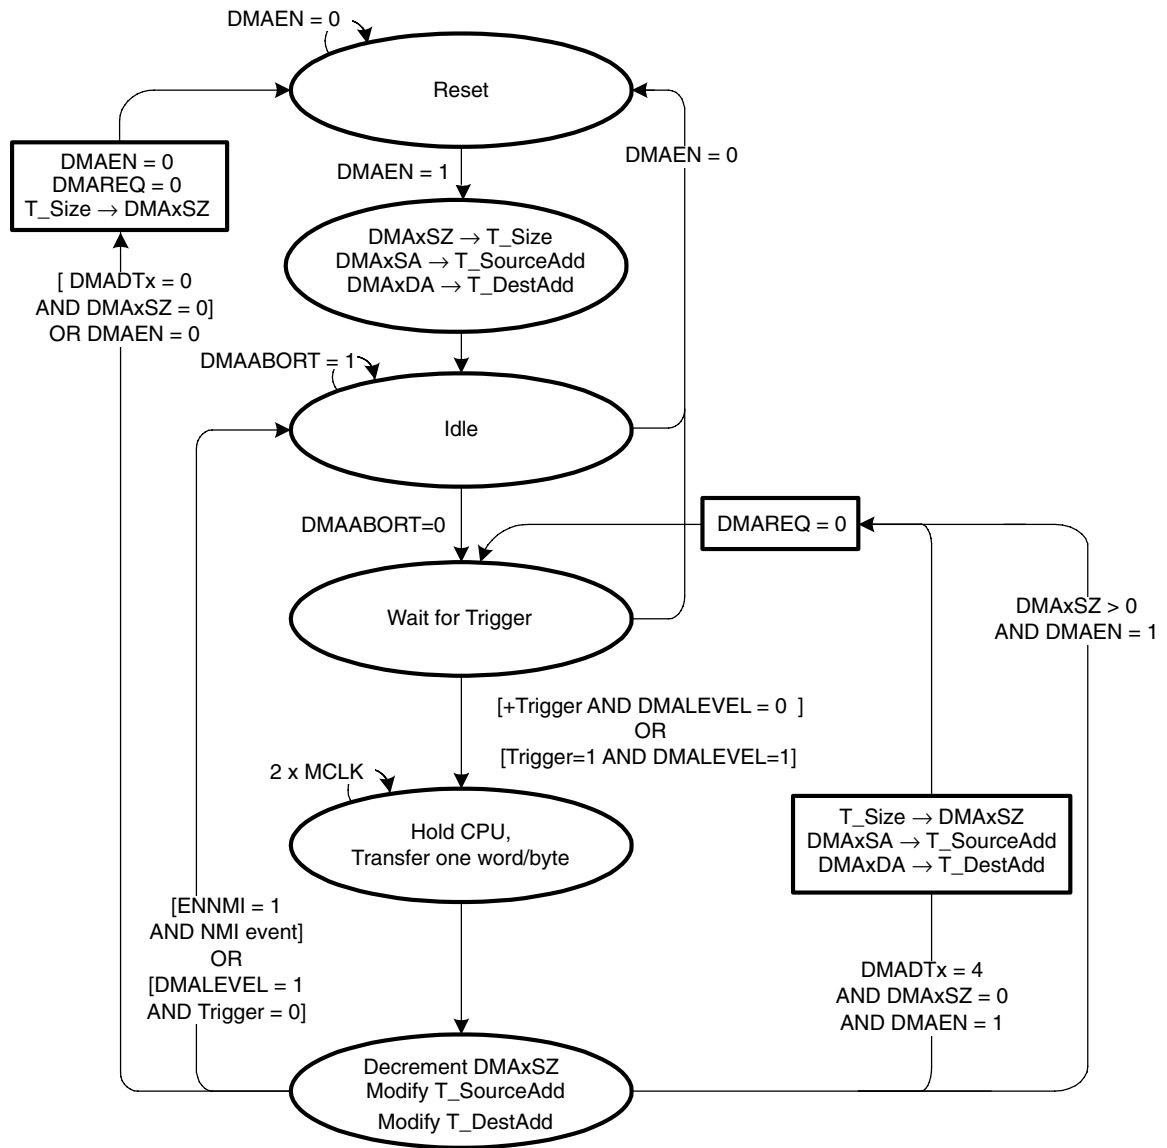 DMAEN = 0
Reset
DMAEN = 0
DMAREQ = 0
T_Size → DMAxSZ
DMAEN = 1
DMAEN = 0
DMAxSZ → T_Size
DMAxSA → T_SourceAdd
DMAxDA → T_DestAdd
[ DMADTx = 0
AND DMAxSZ = 0]
OR DMAEN = 0
DMAABORT = 1
Idle
DMAABORT=0
DMAREQ = 0
Wait for Trigger
DMAxSZ > 0
AND DMAEN = 1
[+Trigger AND DMALEVEL = 0 ]
OR
[Trigger=1 AND DMALEVEL=1]
2 x MCLK
Hold CPU,
Transfer one word/byte
T_Size → DMAxSZ
DMAxSA → T_SourceAdd
DMAxDA → T_DestAdd
[ENNMI = 1
AND NMI event]
OR
[DMALEVEL = 1
AND Trigger = 0]
DMADTx = 4
AND DMAxSZ = 0
AND DMAEN = 1
Decrement DMAxSZ
Modify T_SourceAdd
Modify T_DestAdd